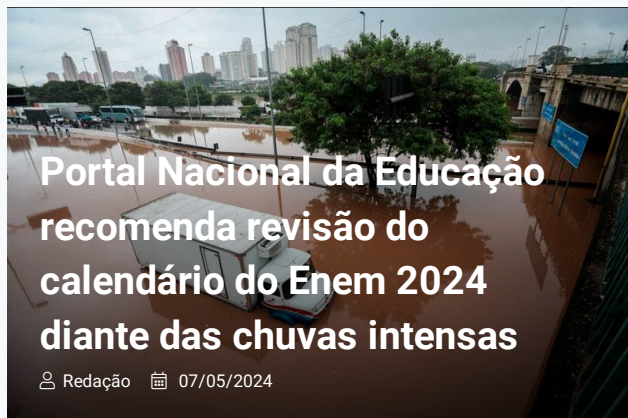 Portal Nacional da Educação
recomenda revisão do
calendário do Enem 2024
diante das chuvas intensas
Redação 07/05/2024